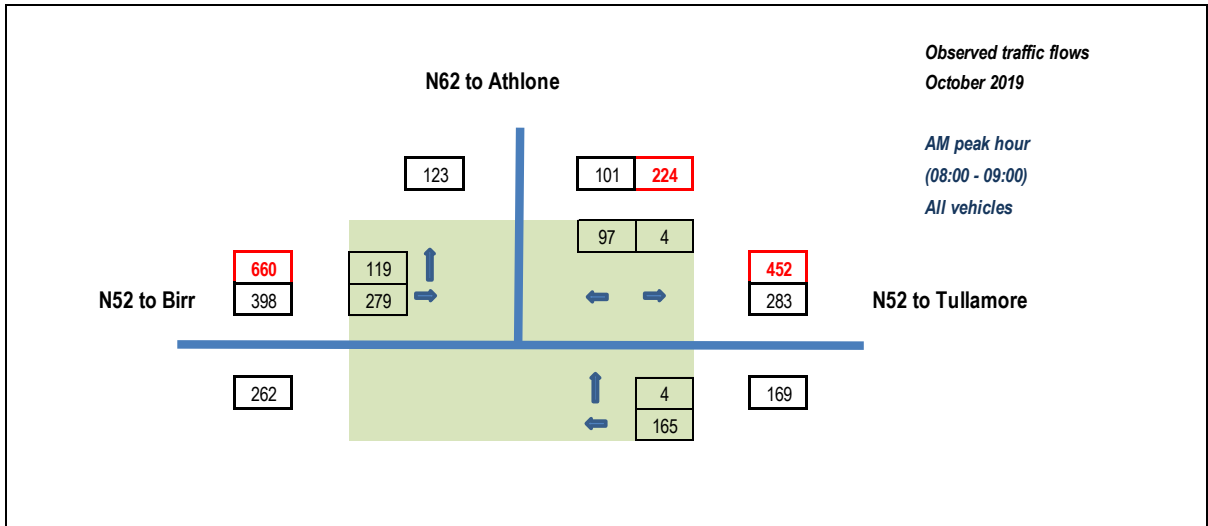 Observed traffic flows
October 2019
N62 to Athlone
AM peak hour
(08:00 - 09:00)
All vehicles
123
101 224
97 4
660
398
119
279
452
283
N52 to Birr
N52 to Tullamore
262
4
165
169